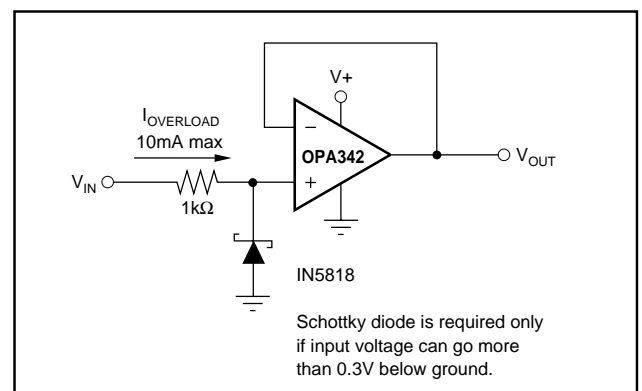 V+
I_OVERLOAD
10mA max
−
OPA342
V_OUT
V_IN
+
1kΩ
IN5818
Schottky diode is required only
if input voltage can go more
than 0.3V below ground.